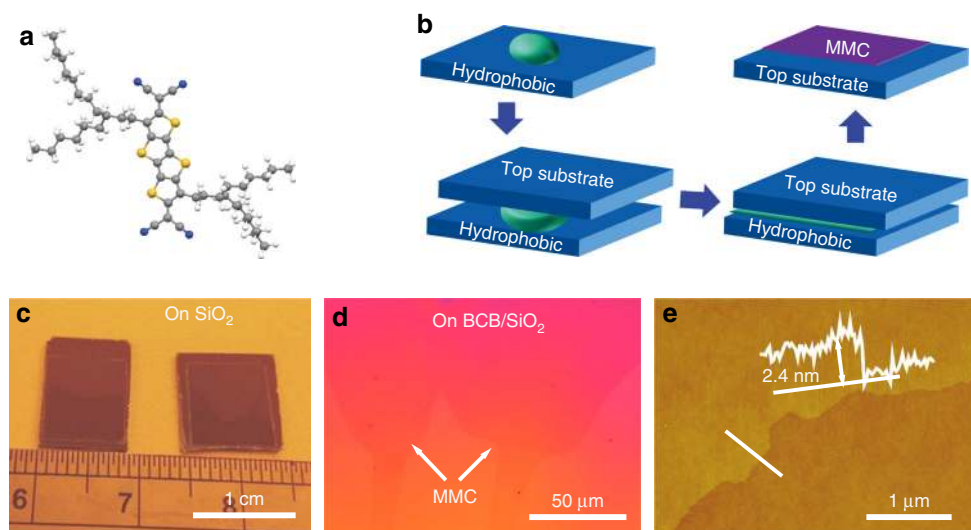 a
b
Hydrophobic
MMC
Top substrate
Top substrate
Hydrophobic
Top substrate
Hydrophobic
c
On SiO₂
6
7
8
1 cm
d
On BCB/SiO₂
MMC
50 μm
e
2.4 nm
1 μm